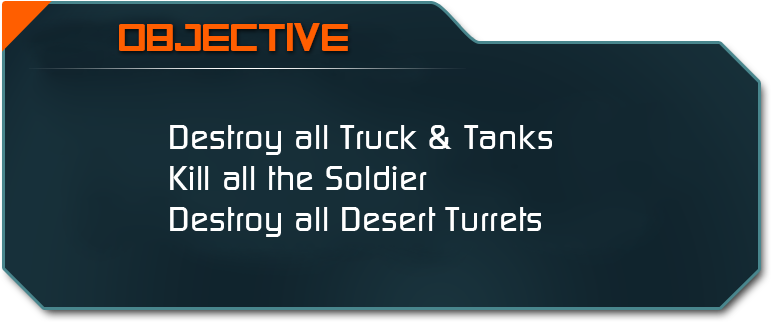 OBJECTIVE
Destroy all Truck & Tanks
Kill all the Soldier
Destroy all Desert Turrets